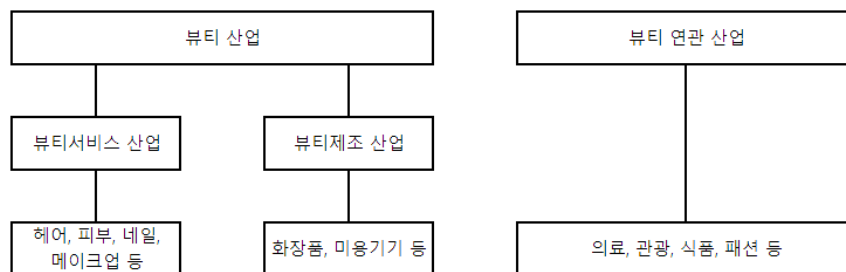 뷰티 산업
뷰티 연관 산업
뷰티서비스 산업
뷰티제조 산업
헤어, 피부, 네일,
메이크업 등
화장품, 미용기기 등
의료, 관광, 식품, 패션 등